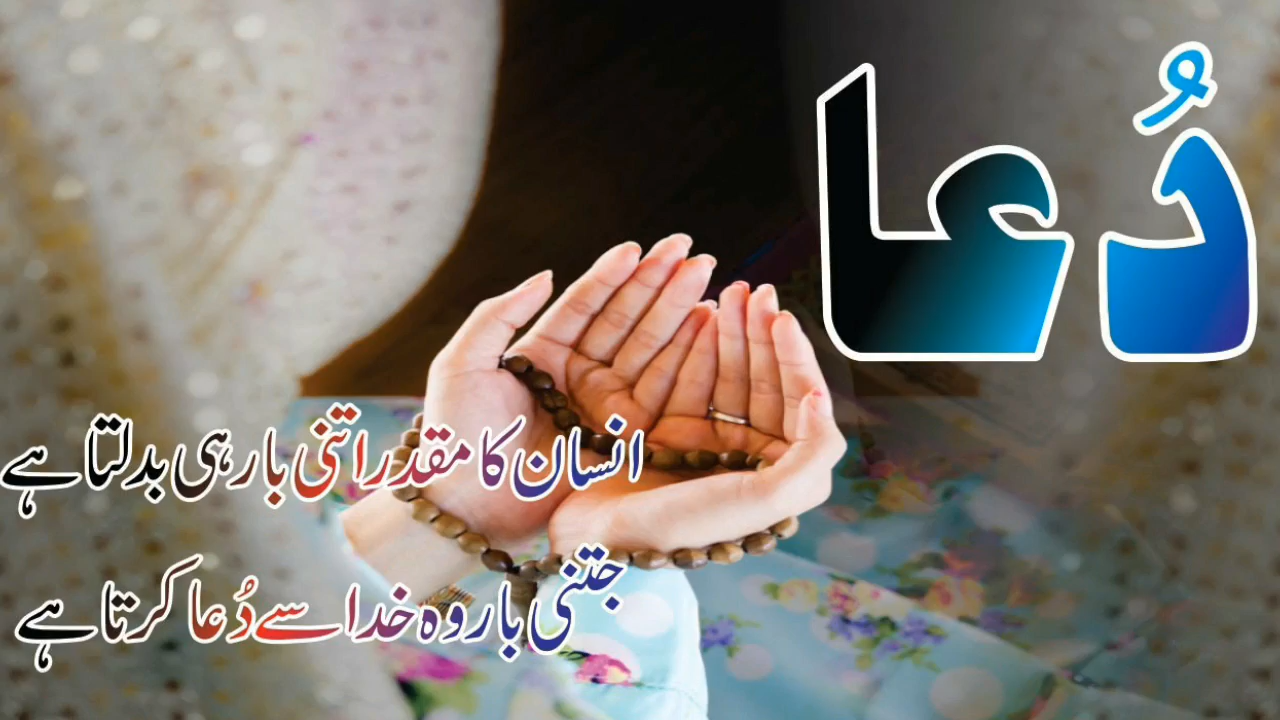 دُعا
انسان کا مقدر اتنی بار ہی بدلتا ہے
جتنی بار وہ خدا سے دُعا کرتا ہے